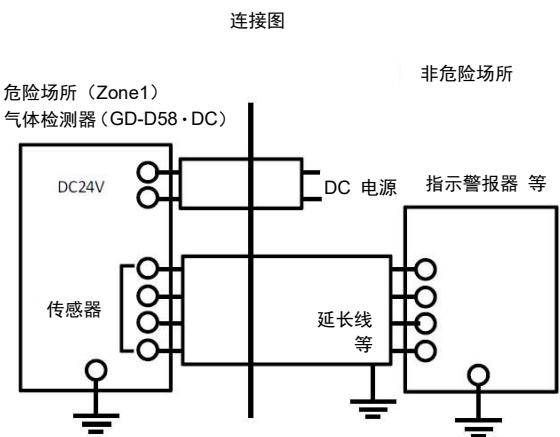 连接图
非危险场所
危险场所（Zone1）
气体检测器（GD-D58・DC）
DC24V
DC 电源
指示警报器 等
传感器
延长线
等